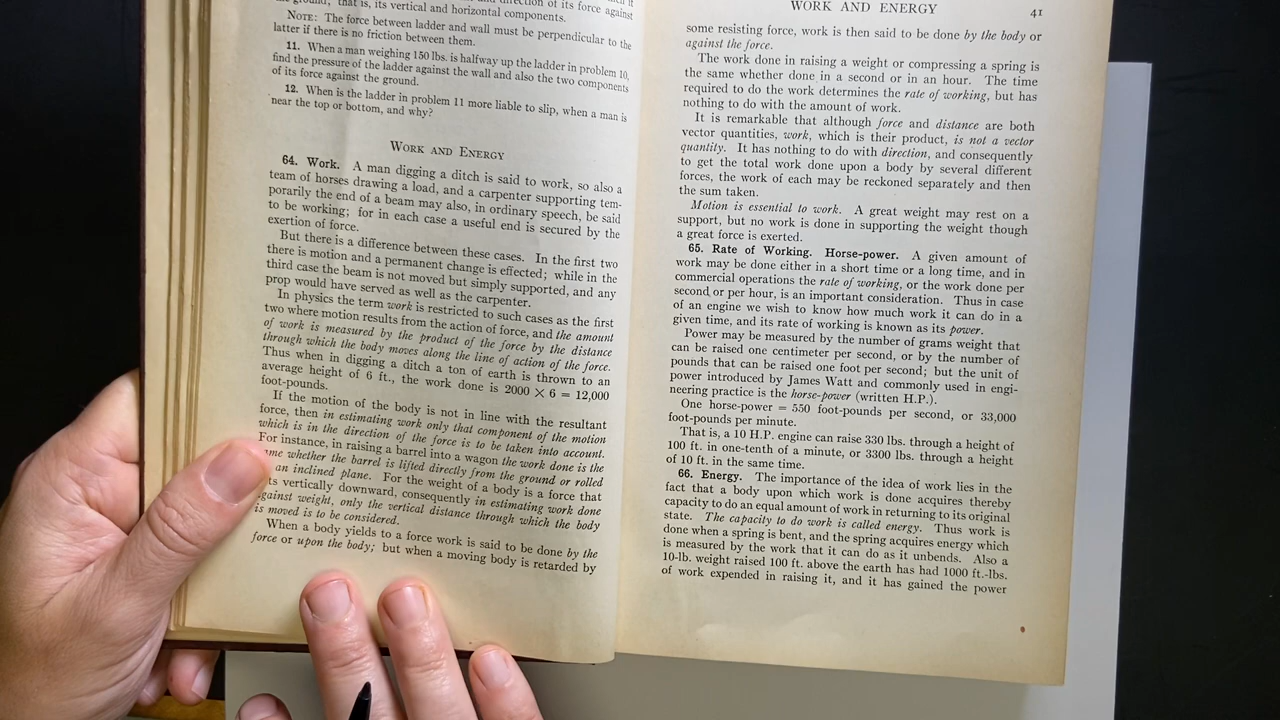 the ground, that is, its vertical and horizontal components.
NOTE: The force between ladder and wall must be perpendicular to the
latter if there is no friction between them.
11. When a man weighing 150 lbs. is halfway up the ladder in problem 10,
find the pressure of the ladder against the wall and also the two components
of its force against the ground.
12. When is the ladder in problem 11 more liable to slip, when a man is
near the top or bottom, and why?
WORK AND ENERGY
64. Work. A man digging a ditch is said to work, so also a
team of horses drawing a load, and a carpenter supporting tem-
porarily the end of a beam may also, in ordinary speech, be said
to be working; for in each case a useful end is secured by the
exertion of force.
But there is a difference between these cases. In the first two
there is motion and a permanent change is effected; while in the
third case the beam is not moved but simply supported, and any
prop would have served as well as the carpenter.
In physics the term work is restricted to such cases as the first
two where motion results from the action of force, and the amount
of work is measured by the product of the force by the distance
through which the body moves along the line of action of the force.
Thus when in digging a ditch a ton of earth is thrown to an
average height of 6 ft., the work done is 2000 × 6 = 12,000
foot-pounds.
If the motion of the body is not in line with the resultant
force, then in estimating work only that component of the motion
which is in the direction of the force is to be taken into account.
For instance, in raising a barrel into a wagon the work done is the
me whether the barrel is lifted directly from the ground or rolled
an inclined plane. For the weight of a body is a force that
ts vertically downward, consequently in estimating work done
gainst weight, only the vertical distance through which the body
is moved is to be considered.
When a body yields to a force work is said to be done by the
force or upon the body; but when a moving body is retarded by
WORK AND ENERGY 41
some resisting force, work is then said to be done by the body or
against the force.
The work done in raising a weight or compressing a spring is
the same whether done in a second or in an hour. The time
required to do the work determines the rate of working, but has
nothing to do with the amount of work.
It is remarkable that although force and distance are both
vector quantities, work, which is their product, is not a vector
quantity. It has nothing to do with direction, and consequently
to get the total work done upon a body by several different
forces, the work of each may be reckoned separately and then
the sum taken.
Motion is essential to work. A great weight may rest on a
support, but no work is done in supporting the weight though
a great force is exerted.
65. Rate of Working. Horse-power. A given amount of
work may be done either in a short time or a long time, and in
commercial operations the rate of working, or the work done per
second or per hour, is an important consideration. Thus in case
of an engine we wish to know how much work it can do in a
given time, and its rate of working is known as its power.
Power may be measured by the number of grams weight that
can be raised one centimeter per second, or by the number of
pounds that can be raised one foot per second; but the unit of
power introduced by James Watt and commonly used in engi-
neering practice is the horse-power (written H.P.).
One horse-power = 550 foot-pounds per second, or 33,000
foot-pounds per minute.
That is, a 10 H.P. engine can raise 330 lbs. through a height of
100 ft. in one-tenth of a minute, or 3300 lbs. through a height
of 10 ft. in the same time.
66. Energy. The importance of the idea of work lies in the
fact that a body upon which work is done acquires thereby
capacity to do an equal amount of work in returning to its original
state. The capacity to do work is called energy. Thus work is
done when a spring is bent, and the spring acquires energy which
is measured by the work that it can do as it unbends. Also a
10-lb. weight raised 100 ft. above the earth has had 1000 ft.-lbs.
of work expended in raising it, and it has gained the power